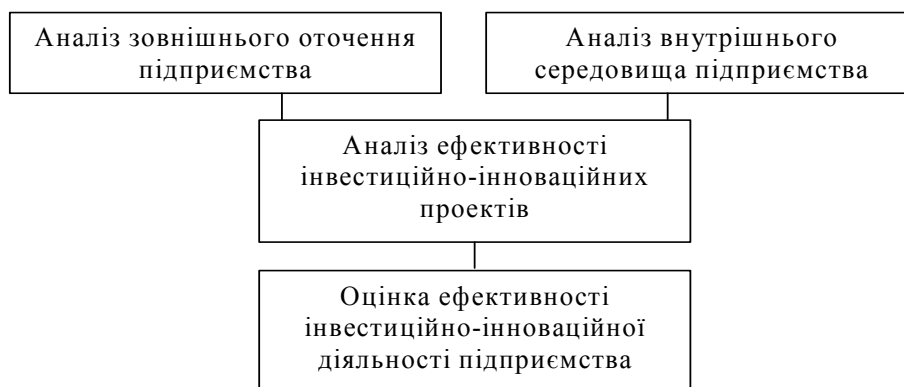 Аналіз зовнішнього оточення
підприємства
Аналіз внутрішнього
середовища підприємства
Аналіз ефективності
інвестиційно-інноваційних
проектів
Оцінка ефективності
інвестиційно-інноваційної
діяльності підприємства